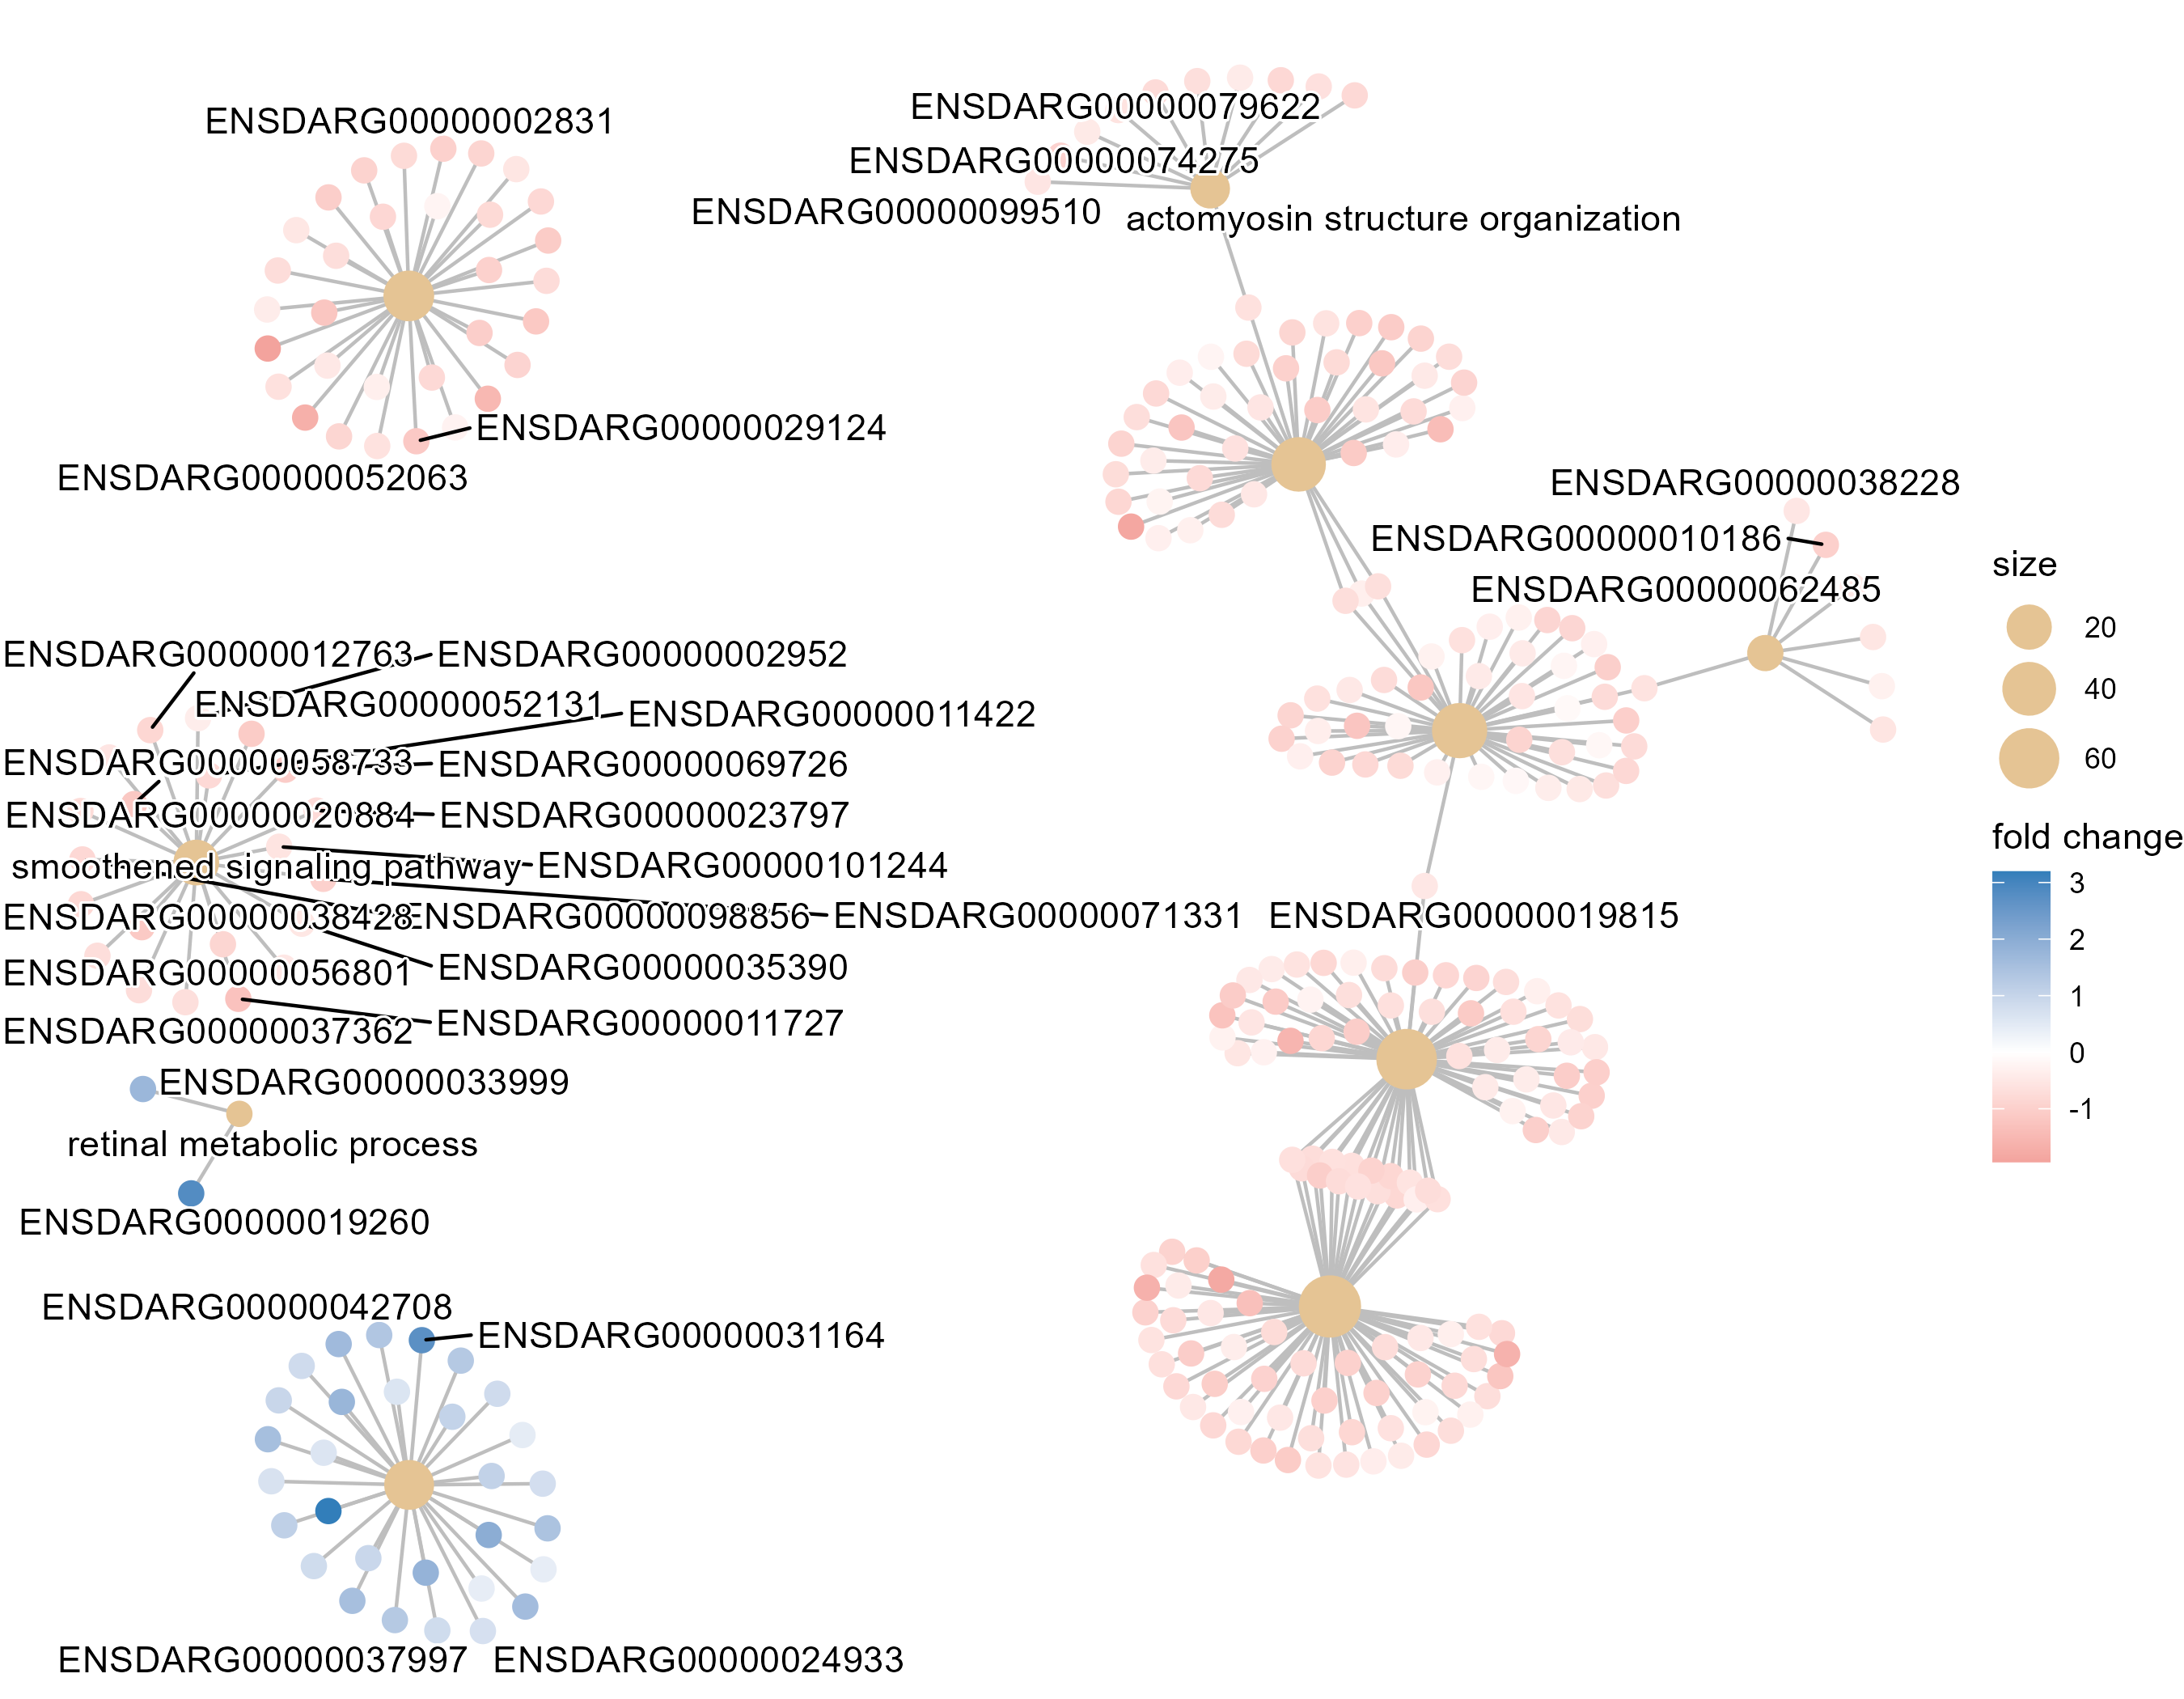 ENSDARG00000002831
ENSDARG00000079622
ENSDARG00000074275
ENSDARG00000099510
actomyosin structure organization
ENSDARG00000029124
ENSDARG00000052063
ENSDARG00000038228
ENSDARG00000010186
ENSDARG00000062485
ENSDARG00000012763
ENSDARG00000002952
ENSDARG00000052131
ENSDARG00000011422
ENSDARG00000058733
ENSDARG00000069726
ENSDARG00000020884
ENSDARG00000023797
smoothened signaling pathway
ENSDARG00000101244
ENSDARG00000038428
ENSDARG00000098856
ENSDARG00000071331
ENSDARG00000019815
ENSDARG00000056801
ENSDARG00000035390
ENSDARG00000037362
ENSDARG00000011727
ENSDARG00000033999
retinal metabolic process
ENSDARG00000019260
ENSDARG00000042708
ENSDARG00000031164
ENSDARG00000037997
ENSDARG00000024933
size
20
40
60
fold change
3
2
1
0
-1